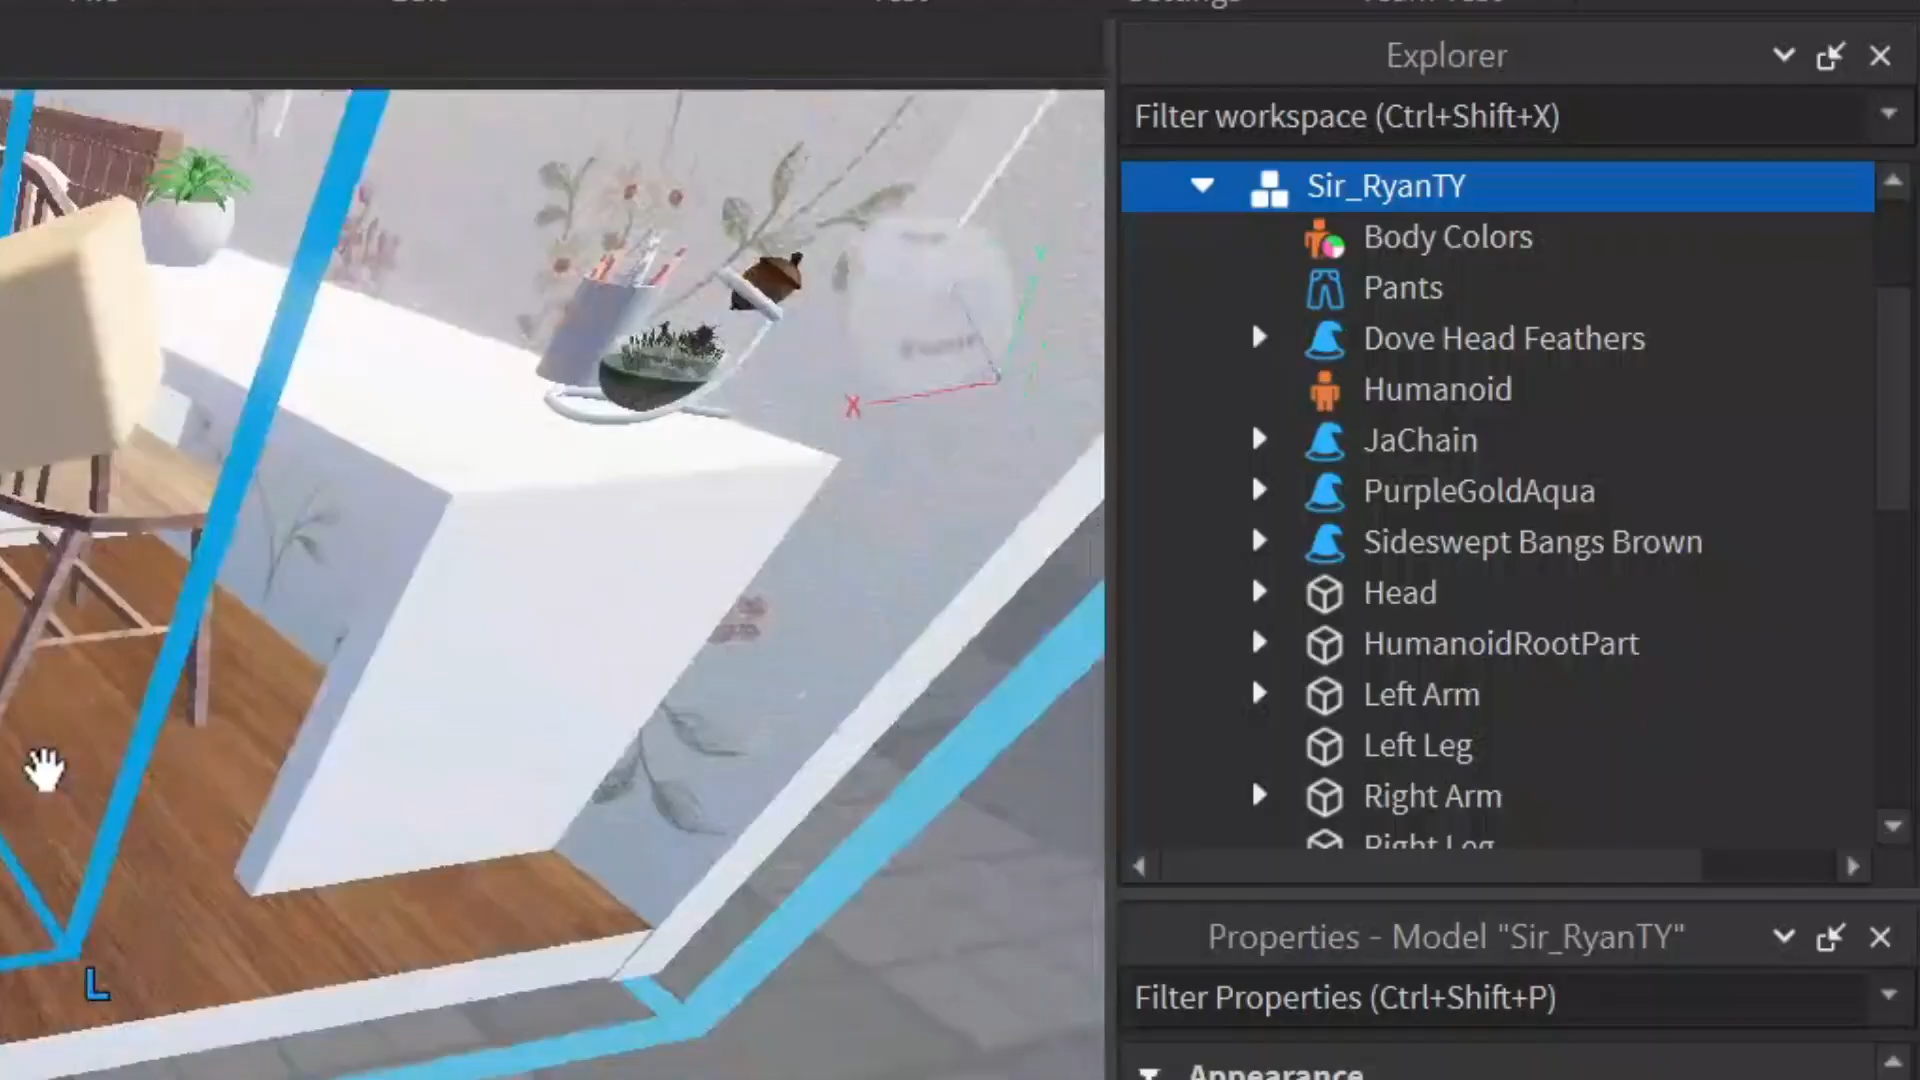 Settings
Explorer
Filter workspace (Ctrl+Shift+X)
Sir_RyanTY
Body Colors
Pants
Dove Head Feathers
Humanoid
JaChain
PurpleGoldAqua
Sideswept Bangs Brown
Head
HumanoidRootPart
Left Arm
Left Leg
Right Arm
Right Leg
X
L
Properties - Model "Sir_RyanTY"
Filter Properties (Ctrl+Shift+P)
Appearance